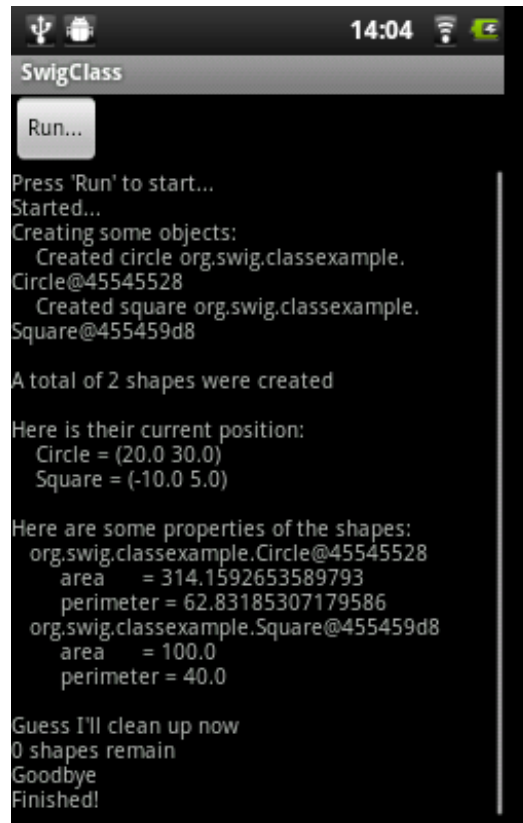 14:04
SwigClass
Run...
Press 'Run' to start...
Started...
Creating some objects:
Created circle org.swig.classexample.
Circle@45545528
Created square org.swig.classexample.
Square@455459d8
A total of 2 shapes were created
Here is their current position:
Circle = (20.0 30.0)
Square = (-10.0 5.0)
Here are some properties of the shapes:
org.swig.classexample.Circle@45545528
area = 314.1592653589793
perimeter = 62.83185307179586
org.swig.classexample.Square@455459d8
area = 100.0
perimeter = 40.0
Guess I'll clean up now
0 shapes remain
Goodbye
Finished!